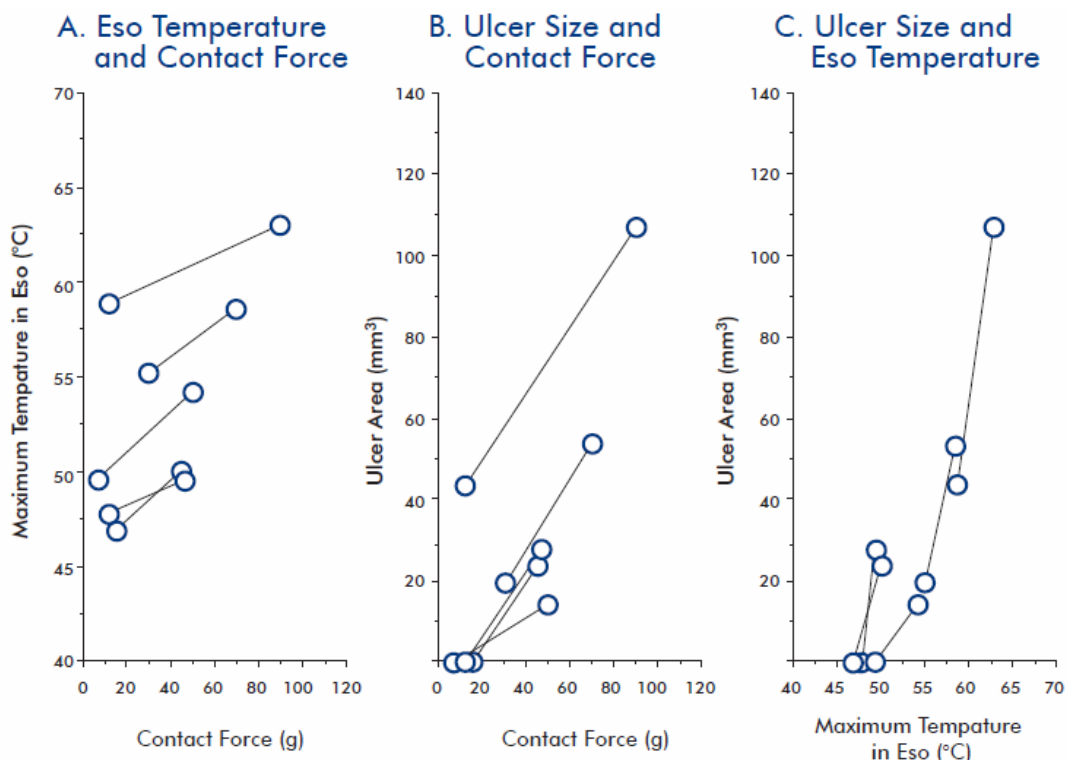 A. Eso Temperature
and Contact Force
70
65
60
55
50
45
40
0 20 40 60 80 100 120
Maximum Tempature in Eso (°C)
Contact Force (g)
B. Ulcer Size and
Contact Force
140
120
100
80
60
40
20
0 20 40 60 80 100 120
Ulcer Area (mm³)
Contact Force (g)
C. Ulcer Size and
Eso Temperature
140
120
100
80
60
40
20
40 45 50 55 60 65 70
Ulcer Area (mm³)
Maximum Tempature
in Eso (°C)